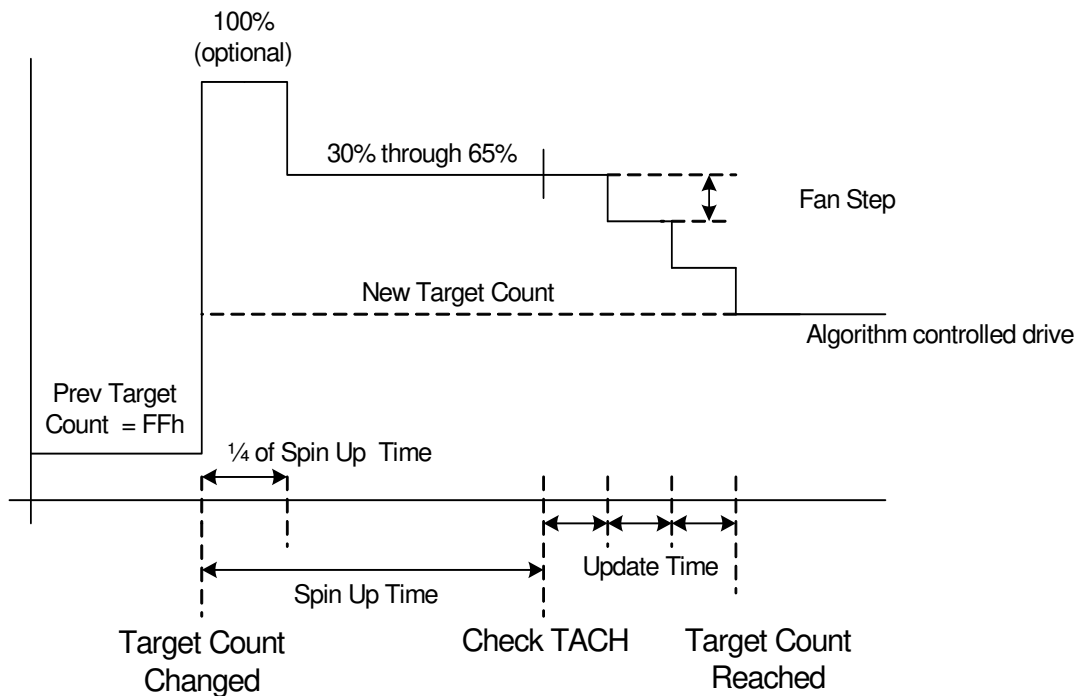 100%
(optional)
30% through 65%
Fan Step
New Target Count
Algorithm controlled drive
Prev Target
Count = FFh
¼ of Spin Up Time
Update Time
Spin Up Time
Target Count
Changed
Check TACH
Target Count
Reached